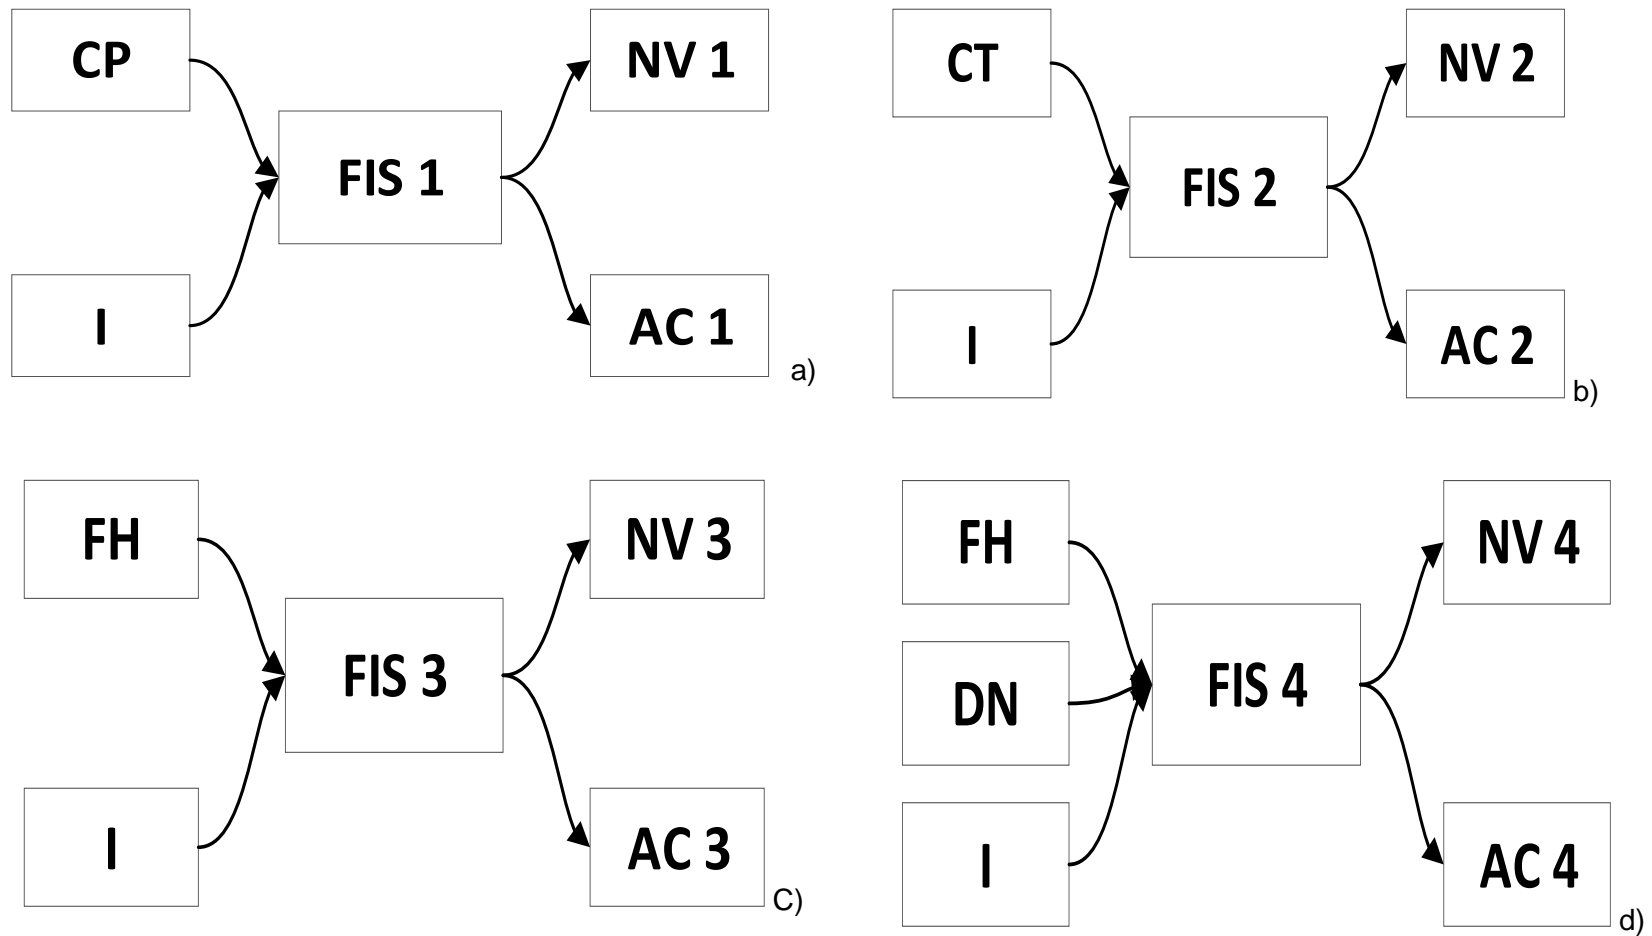 CP
NV 1
FIS 1
I
AC 1
a)
CT
NV 2
FIS 2
I
AC 2
b)
FH
NV 3
FIS 3
I
AC 3
C)
FH
NV 4
DN
FIS 4
I
AC 4
d)